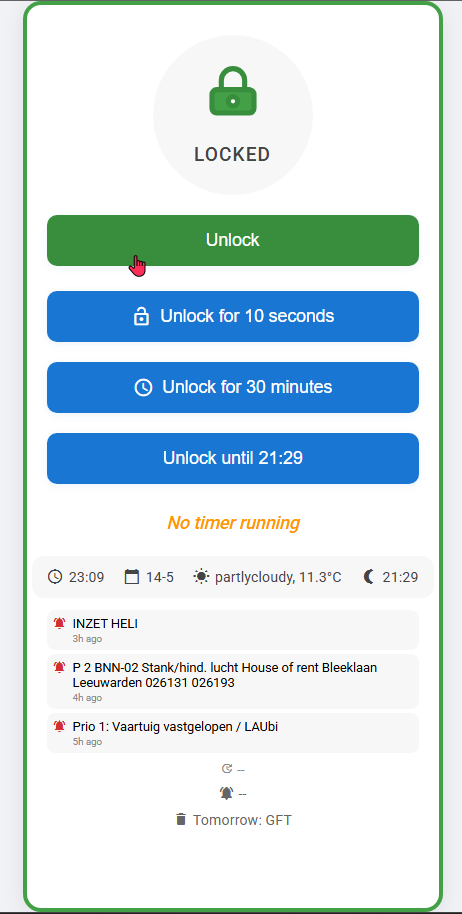 LOCKED
Unlock
Unlock for 10 seconds
Unlock for 30 minutes
Unlock until 21:29
No timer running
23:09 14-5 partlycloudy, 11.3°C 21:29
INZET HELI
3h ago
P 2 BNN-02 Stank/hind. lucht House of rent Bleeklaan
Leeuwarden 026131 026193
4h ago
Prio 1: Vaartuig vastgelopen / LAUbi
5h ago
--
--
Tomorrow: GFT